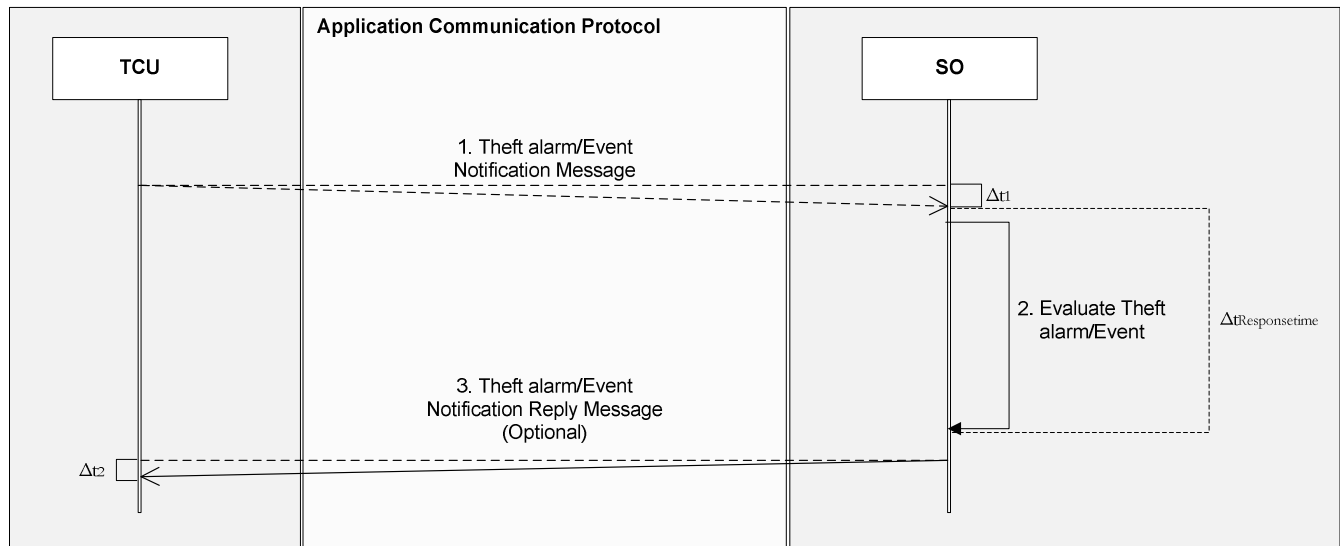 Application Communication Protocol
TCU
SO
1. Theft alarm/Event
Notification Message
Δt1
2. Evaluate Theft
alarm/Event
ΔtResponsetime
3. Theft alarm/Event
Notification Reply Message
(Optional)
Δt2